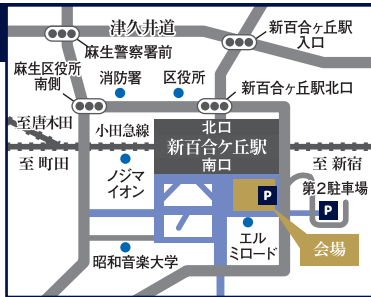 津久井道
新百合ヶ丘駅
入口
麻生警察署前
麻生区役所
南側
消防署
区役所
新百合ヶ丘駅北口
至唐木田
小田急線
北口
新百合ケ丘駅
南口
至 町田
至 新宿
ノジマ
イオン
第2駐車場
P
P
エル
ミロード
会場
昭和音楽大学